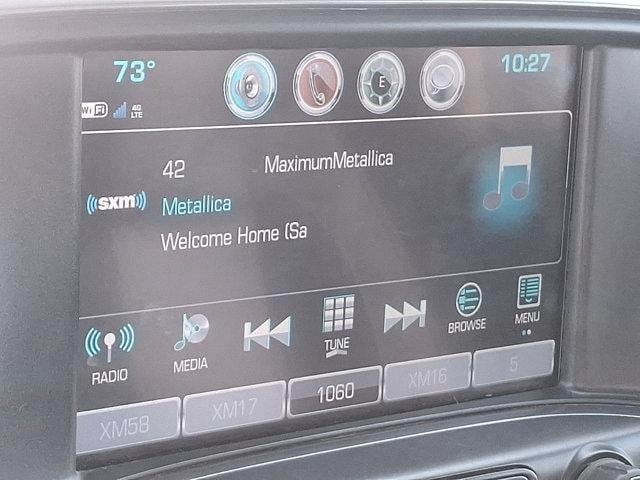 73°
10:27
E
WiFi
4G
LTE
42 MaximumMetallica
((sxm))
Metallica
Welcome Home (Sa
RADIO
MEDIA
TUNE
BROWSE
MENU
XM58
XM17
1060
XM16
5